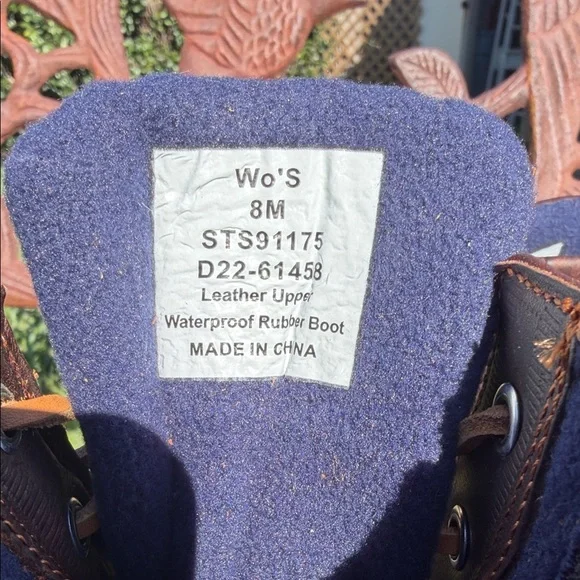 Wo'S
8M
STS91175
D22-61458
Leather Upper
Waterproof Rubber Boot
MADE IN CHINA